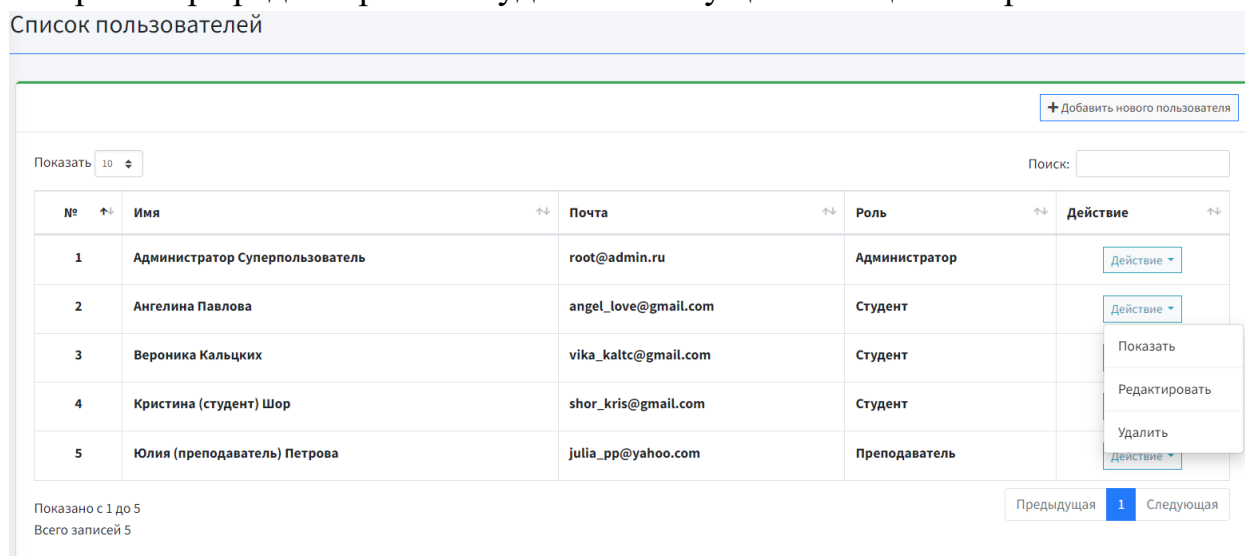 Список пользователей
+ Добавить нового пользователя
Показать 10
Поиск:
№ Имя Почта Роль Действие
1 Администратор Суперпользователь root@admin.ru Администратор Действие
2 Ангелина Павлова angel_love@gmail.com Студент Действие
3 Вероника Кальцких vika_kaltc@gmail.com Студент
Показать
4 Кристина (студент) Шор shor_kris@gmail.com Студент
Редактировать
Удалить
5 Юлия (преподаватель) Петрова julia_pp@yahoo.com Преподаватель Действие
Показано с 1 до 5
Всего записей 5
Предыдущая 1 Следующая